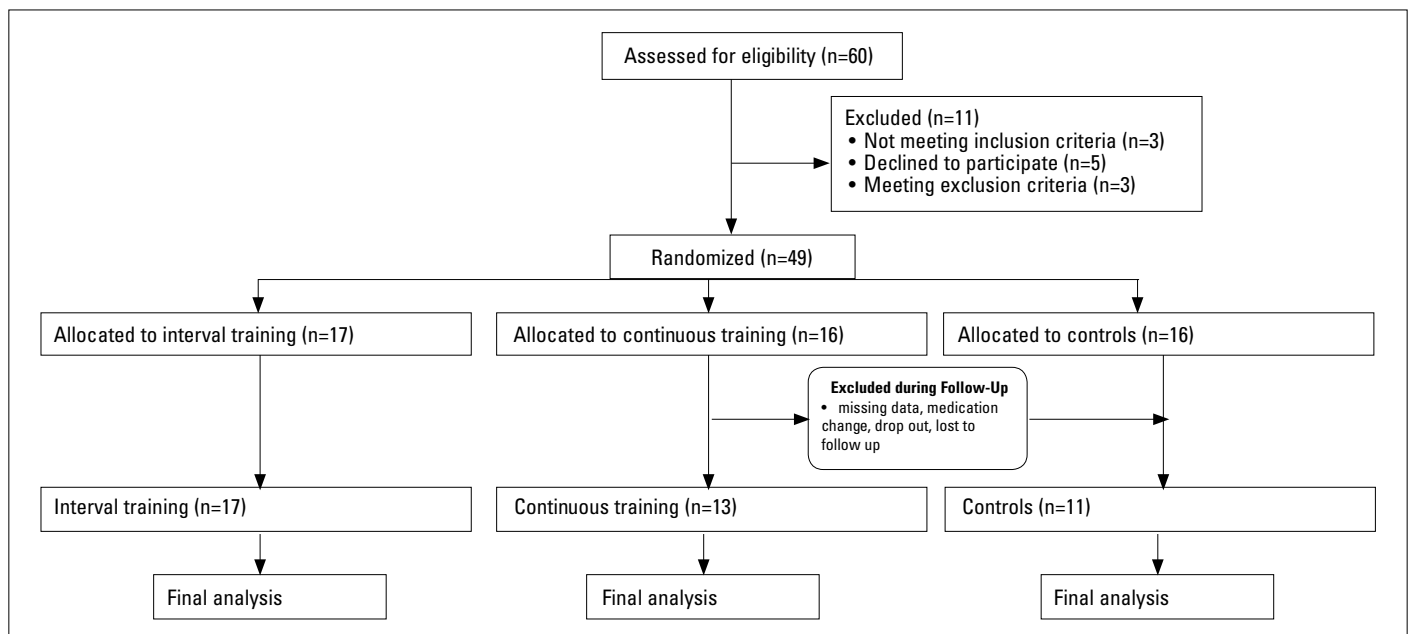 Assessed for eligibility (n=60)
Excluded (n=11)
• Not meeting inclusion criteria (n=3)
• Declined to participate (n=5)
• Meeting exclusion criteria (n=3)
Randomized (n=49)
Allocated to interval training (n=17)
Allocated to continuous training (n=16)
Allocated to controls (n=16)
Excluded during Follow-Up
• missing data, medication
change, drop out, lost to
follow up
Interval training (n=17)
Continuous training (n=13)
Controls (n=11)
Final analysis
Final analysis
Final analysis